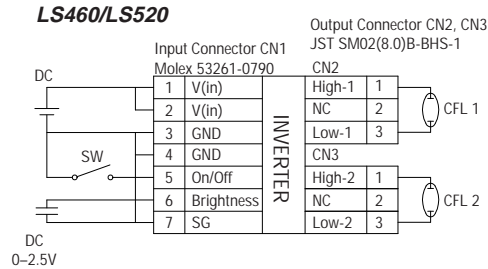 LS460/LS520
Output Connector CN2, CN3
JST SM02(8.0)B-BHS-1
Input Connector CN1
Molex 53261-0790
CN2
DC
1 V(in)
2 V(in)
3 GND
4 GND
5 On/Off
6 Brightness
7 SG
INVERTER
High-1 1
NC 2
Low-1 3
CN3
High-2 1
NC 2
Low-2 3
CFL 1
CFL 2
SW
DC
0–2.5V